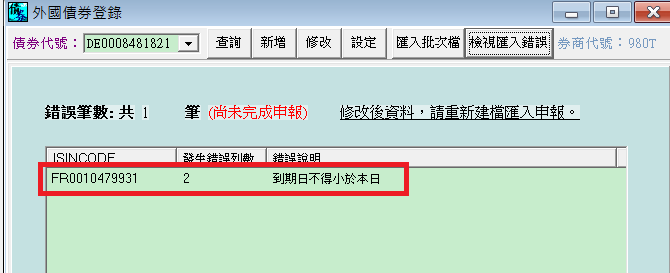 外國債券登錄
債券代號： DE0008481821 查詢 新增 修改 設定 匯入批次檔 檢視匯入錯誤 券商代號：980T
錯誤筆數: 共 1 筆 (尚未完成申報) 修改後資料，請重新建檔匯入申報。
ISINCODE 發生錯誤列數 錯誤說明
FR0010479931 2 到期日不得小於本日